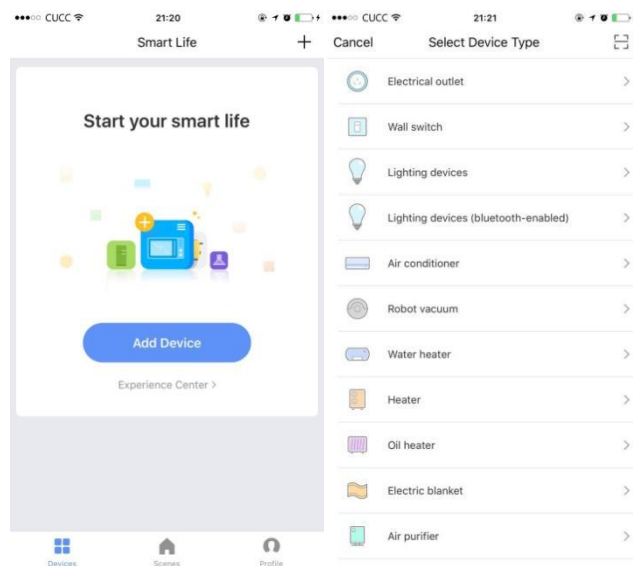 CUCC 21:20
Smart Life +
Start your smart life
Add Device
Experience Center >
Devices Scenes Profile
CUCC 21:21
Cancel Select Device Type
Electrical outlet
Wall switch
Lighting devices
Lighting devices (bluetooth-enabled)
Air conditioner
Robot vacuum
Water heater
Heater
Oil heater
Electric blanket
Air purifier